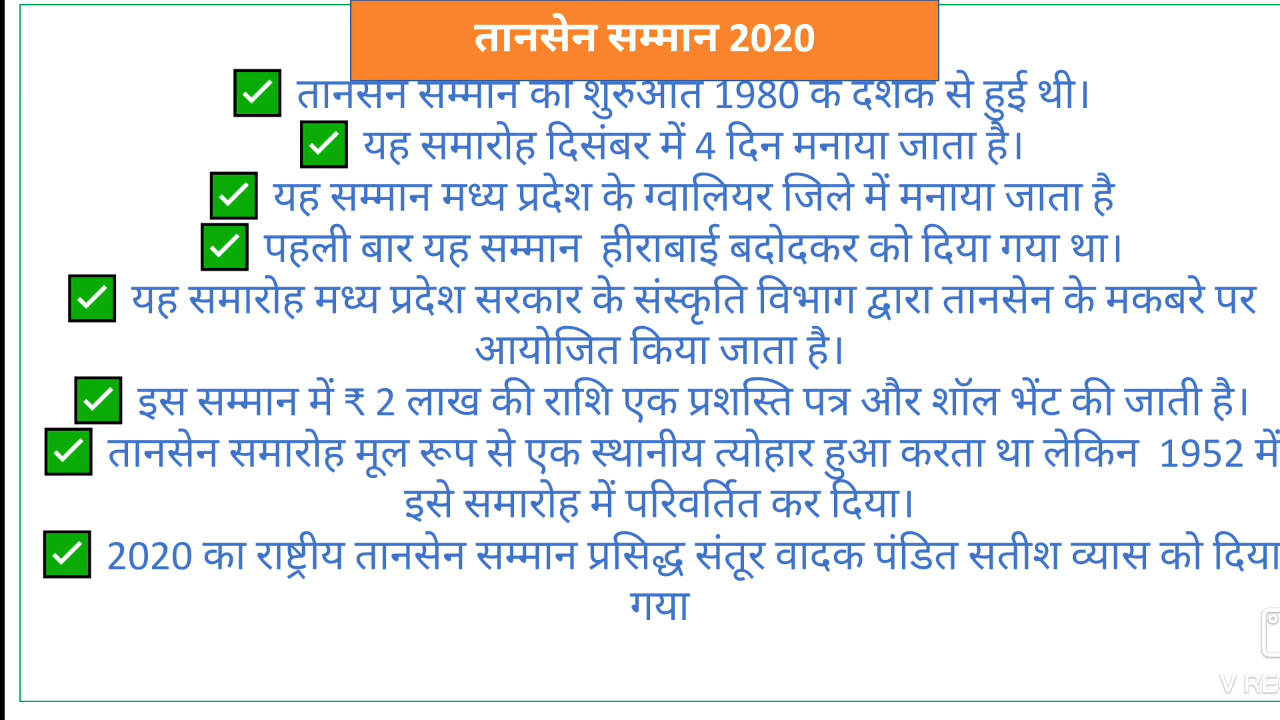 तानसेन सम्मान 2020
तानसेन सम्मान की शुरुआत 1980 के दशक से हुई थी।
यह समारोह दिसंबर में 4 दिन मनाया जाता है।
यह सम्मान मध्य प्रदेश के ग्वालियर जिले में मनाया जाता है
पहली बार यह सम्मान हीराबाई बदोदकर को दिया गया था।
यह समारोह मध्य प्रदेश सरकार के संस्कृति विभाग द्वारा तानसेन के मकबरे पर
आयोजित किया जाता है।
इस सम्मान में ₹ 2 लाख की राशि एक प्रशस्ति पत्र और शॉल भेंट की जाती है।
तानसेन समारोह मूल रूप से एक स्थानीय त्योहार हुआ करता था लेकिन 1952 में
इसे समारोह में परिवर्तित कर दिया।
2020 का राष्ट्रीय तानसेन सम्मान प्रसिद्ध संतूर वादक पंडित सतीश व्यास को दिया
गया
V REC